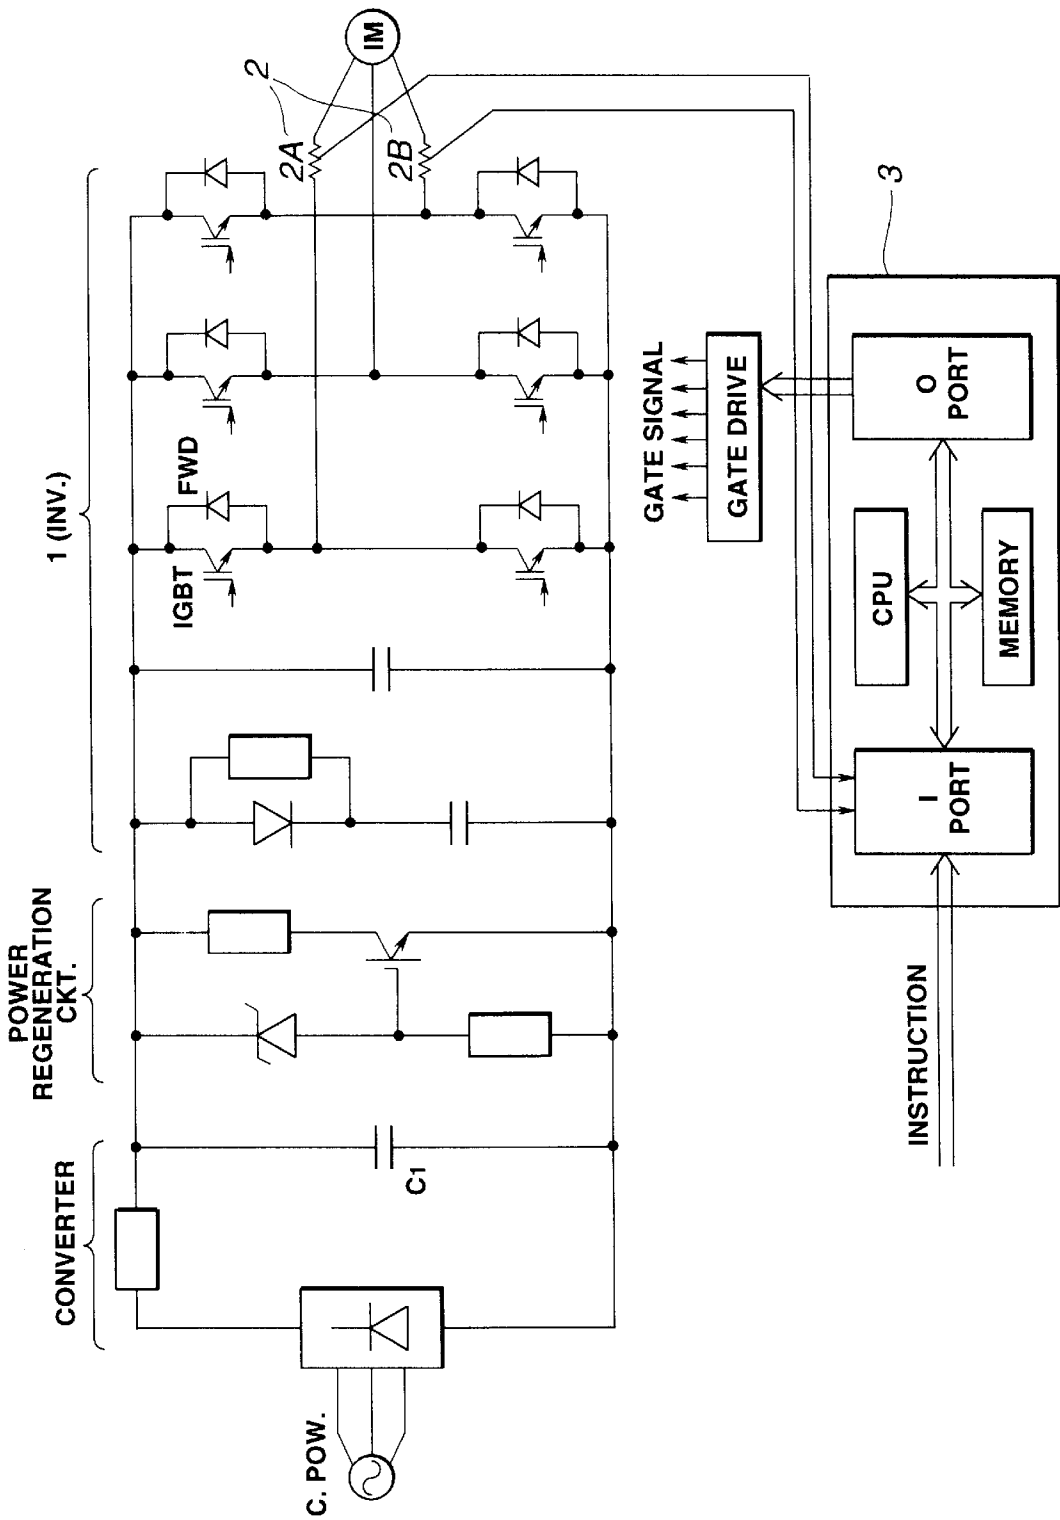 POWER
REGENERATION
CKT.
CONVERTER
1 (INV.)
C. POW.
C1
IGBT
FWD
2
2A
2B
IM
GATE SIGNAL
GATE DRIVE
3
INSTRUCTION
I
PORT
CPU
MEMORY
O
PORT